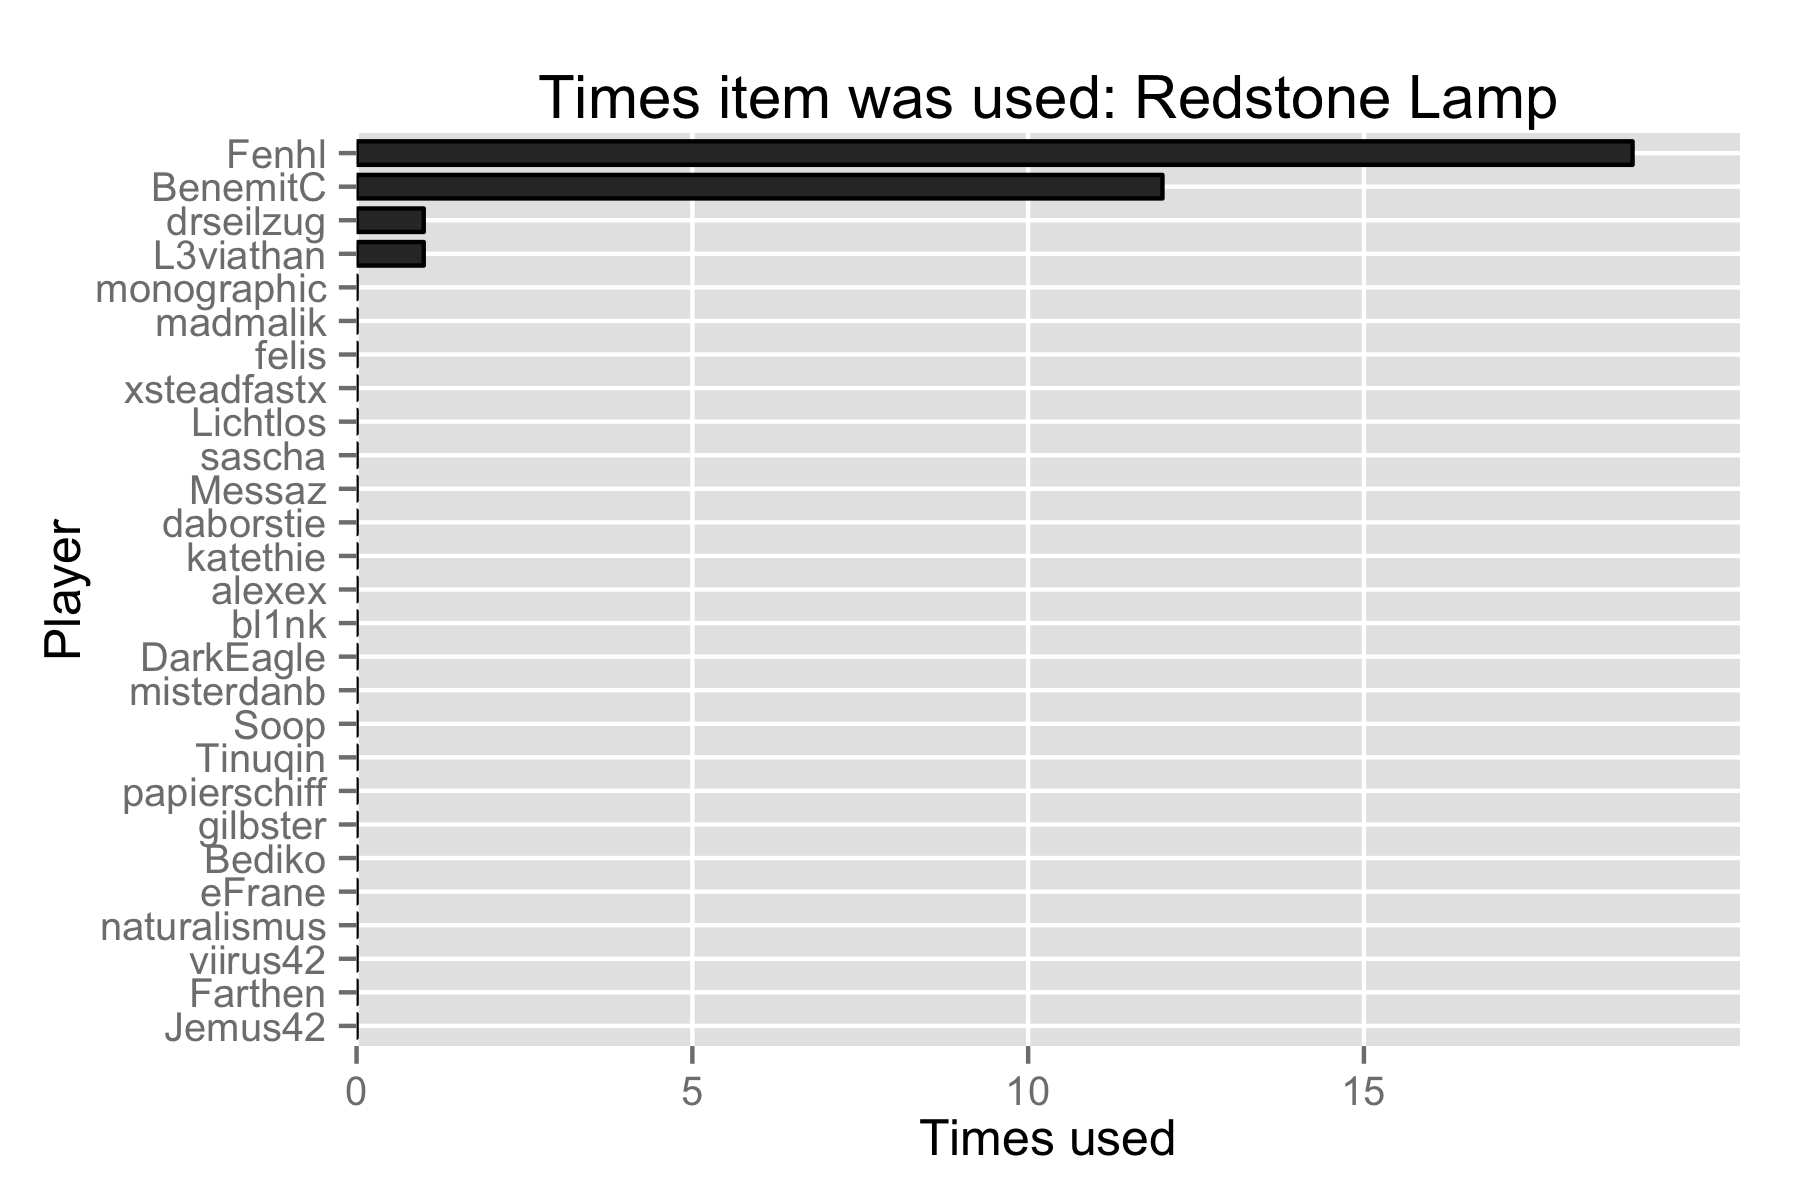 Times item was used: Redstone Lamp
Fenhl
BenemitC
drseilzug
L3viathan
monographic
madmalik
felis
xsteadfastx
Lichtlos
sascha
Messaz
daborstie
katethie
alexex
bl1nk
DarkEagle
misterdanb
Soop
Tinuqin
papierschiff
gilbster
Bediko
eFrane
naturalismus
viirus42
Farthen
Jemus42
Player
0 5 10 15
Times used